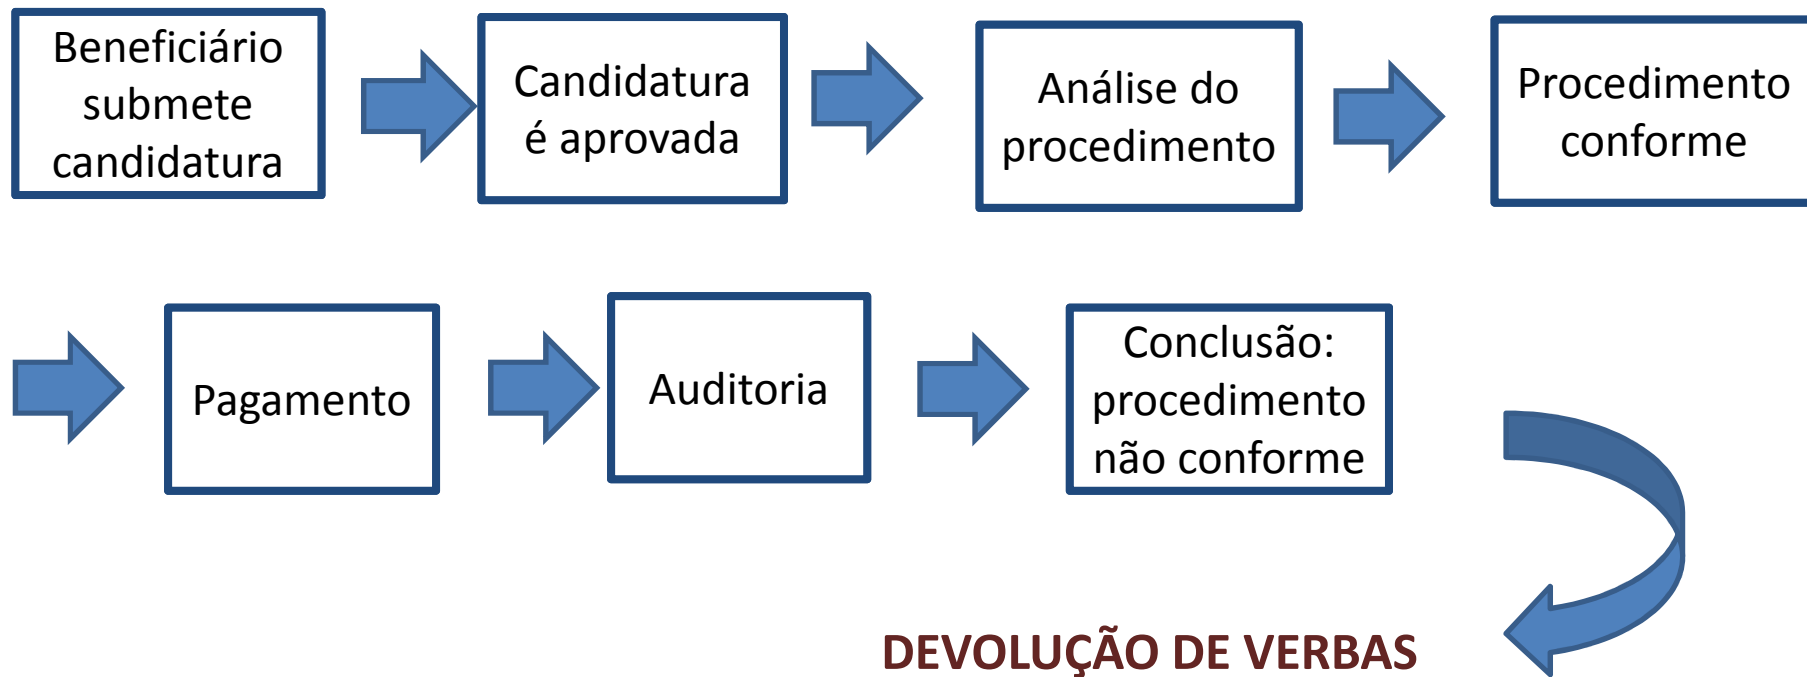 Beneficiário
submete
candidatura
Candidatura
é aprovada
Análise do
procedimento
Procedimento
conforme
Pagamento
Auditoria
Conclusão:
procedimento
não conforme
DEVOLUÇÃO DE VERBAS